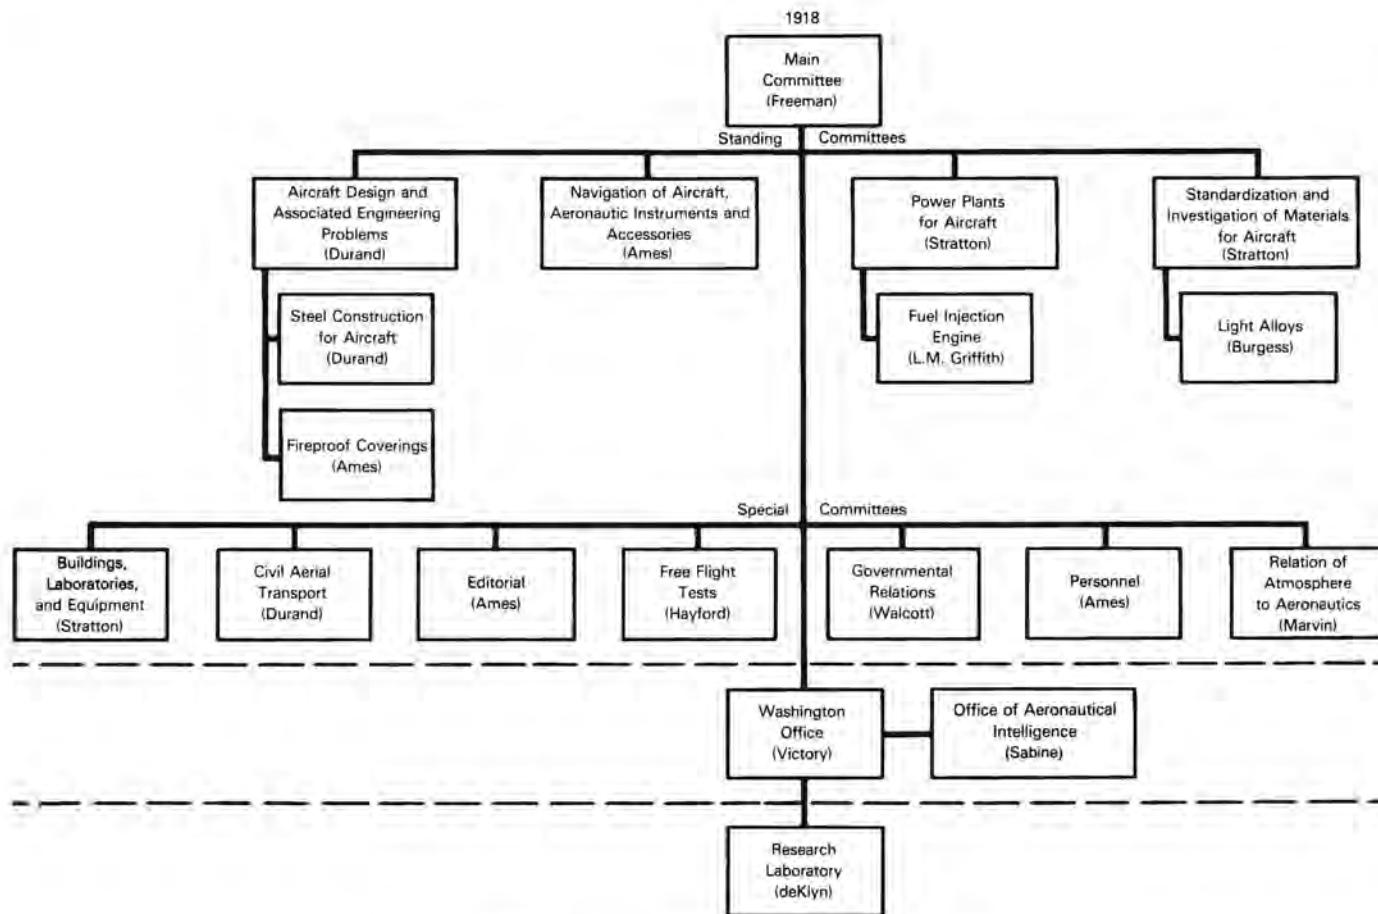 1918
Main
Committee
(Freeman)
Standing Committees
Aircraft Design and
Associated Engineering
Problems
(Durand)
Navigation of Aircraft,
Aeronautic Instruments and
Accessories
(Ames)
Power Plants
for Aircraft
(Stratton)
Standardization and
Investigation of Materials
for Aircraft
(Stratton)
Steel Construction
for Aircraft
(Durand)
Fuel Injection
Engine
(L.M. Griffith)
Light Alloys
(Burgess)
Fireproof Coverings
(Ames)
Special Committees
Buildings,
Laboratories,
and Equipment
(Stratton)
Civil Aerial
Transport
(Durand)
Editorial
(Ames)
Free Flight
Tests
(Hayford)
Governmental
Relations
(Walcott)
Personnel
(Ames)
Relation of
Atmosphere
to Aeronautics
(Marvin)
Washington
Office
(Victory)
Office of Aeronautical
Intelligence
(Sabine)
Research
Laboratory
(deKlyn)